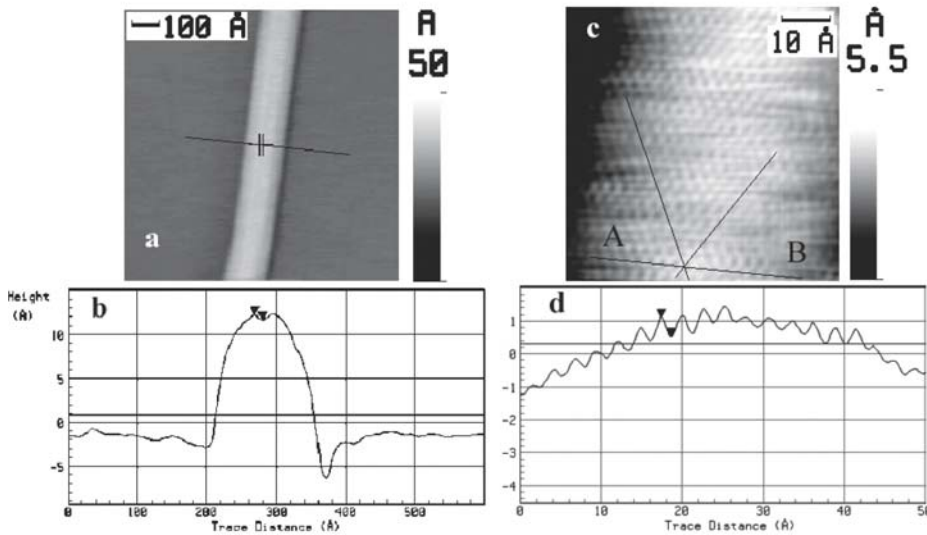 100 Å
A
50
a
c
10 Å
Å
5.5
A
B
Height
(Å)
b
10
5
0
-5
0 100 200 300 400
Trace Distance (Å)
d
1
0
-1
-2
-3
-4
0 10 20 30 40 50
Trace Distance (Å)